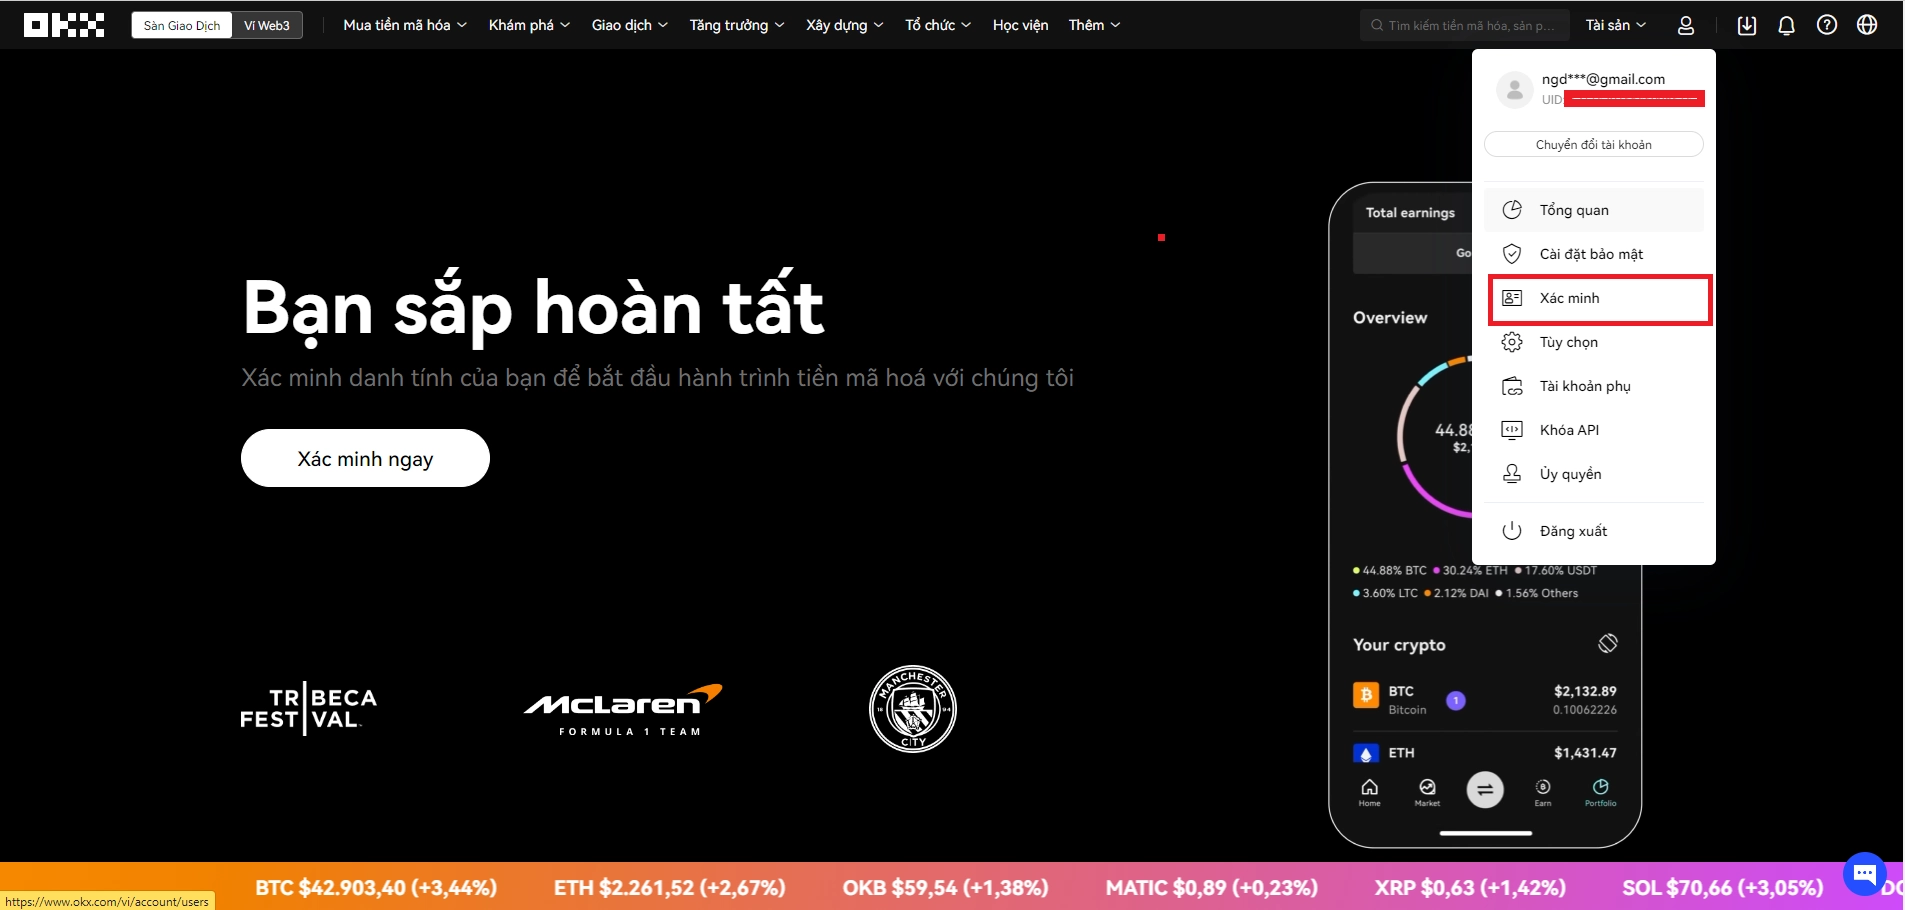 OKX
Sàn Giao Dịch
Ví Web3
Mua tiền mã hóa
Khám phá
Giao dịch
Tăng trưởng
Xây dựng
Tổ chức
Học viện
Thêm
Tìm kiếm tiền mã hóa, sản p...
Tài sản
ngd***@gmail.com
UID:
Chuyển đổi tài khoản
Tổng quan
Cài đặt bảo mật
Xác minh
Tùy chọn
Tài khoản phụ
Khóa API
Ủy quyền
Đăng xuất
Bạn sắp hoàn tất
Xác minh danh tính của bạn để bắt đầu hành trình tiền mã hoá với chúng tôi
Xác minh ngay
TRIBECA
FESTIVAL
McLaren
FORMULA 1 TEAM
MANCHESTER
18 94
CITY
Total earnings
Overview
44.88% BTC 30.24% ETH 17.60% USDT
3.60% LTC 2.12% DAI 1.56% Others
Your crypto
BTC
Bitcoin
1
$2,132.89
0.10062226
ETH
$1,431.47
Home
Market
Earn
Portfolio
BTC $42.903,40 (+3,44%)
ETH $2.261,52 (+2,67%)
OKB $59,54 (+1,38%)
MATIC $0,89 (+0,23%)
XRP $0,63 (+1,42%)
SOL $70,66 (+3,05%)
https://www.okx.com/vi/account/users